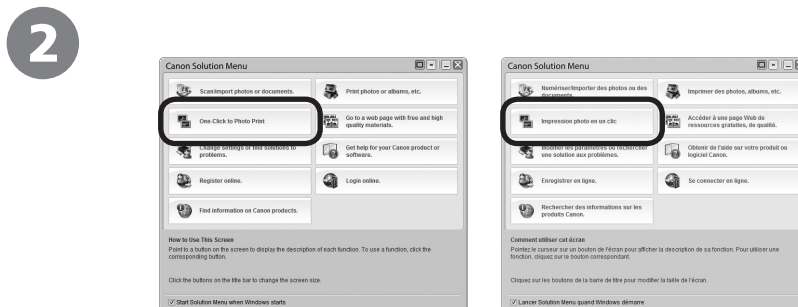 2
Canon Solution Menu
Scan/Import photos or documents.
Print photos or albums, etc.
One-Click to Photo Print
Go to a web page with free and high
quality materials.
Change settings or find solutions to
problems.
Get help for your Canon product or
software.
Register online.
Login online.
Find information on Canon products.
How to Use This Screen
Point to a button on the screen to display the description of each function. To use a function, click the
corresponding button.
Click the buttons on the title bar to change the screen size.
Start Solution Menu when Windows starts
Canon Solution Menu
Numériser/Importer des photos ou des
documents.
Imprimer des photos, albums, etc.
Impression photo en un clic
Accéder à une page Web de
ressources gratuites, de qualité.
Modifier les paramètres ou rechercher
une solution aux problèmes.
Obtenir de l'aide sur votre produit ou
logiciel Canon.
Enregistrer en ligne.
Se connecter en ligne.
Rechercher des informations sur les
produits Canon.
Comment utiliser cet écran
Pointez le curseur sur un bouton de l'écran pour afficher la description de sa fonction. Pour utiliser une
fonction, cliquez sur le bouton correspondant.
Cliquez sur les boutons de la barre de titre pour modifier la taille de l'écran.
Lancer Solution Menu quand Windows démarre